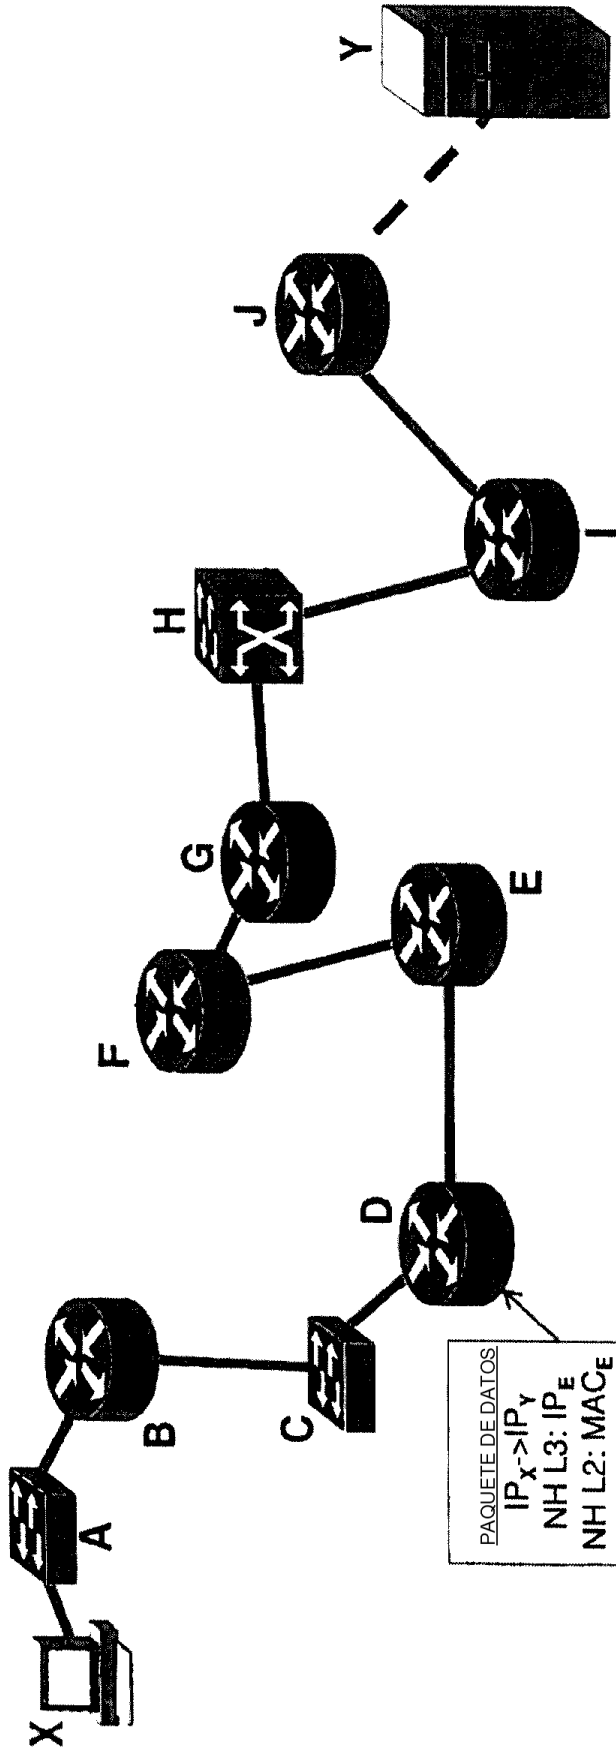 X
A
B
C
D
E
F
G
H
I
J
Y
PAQUETE DE DATOS
IPX->IPY
NH L3: IPE
NH L2: MACE